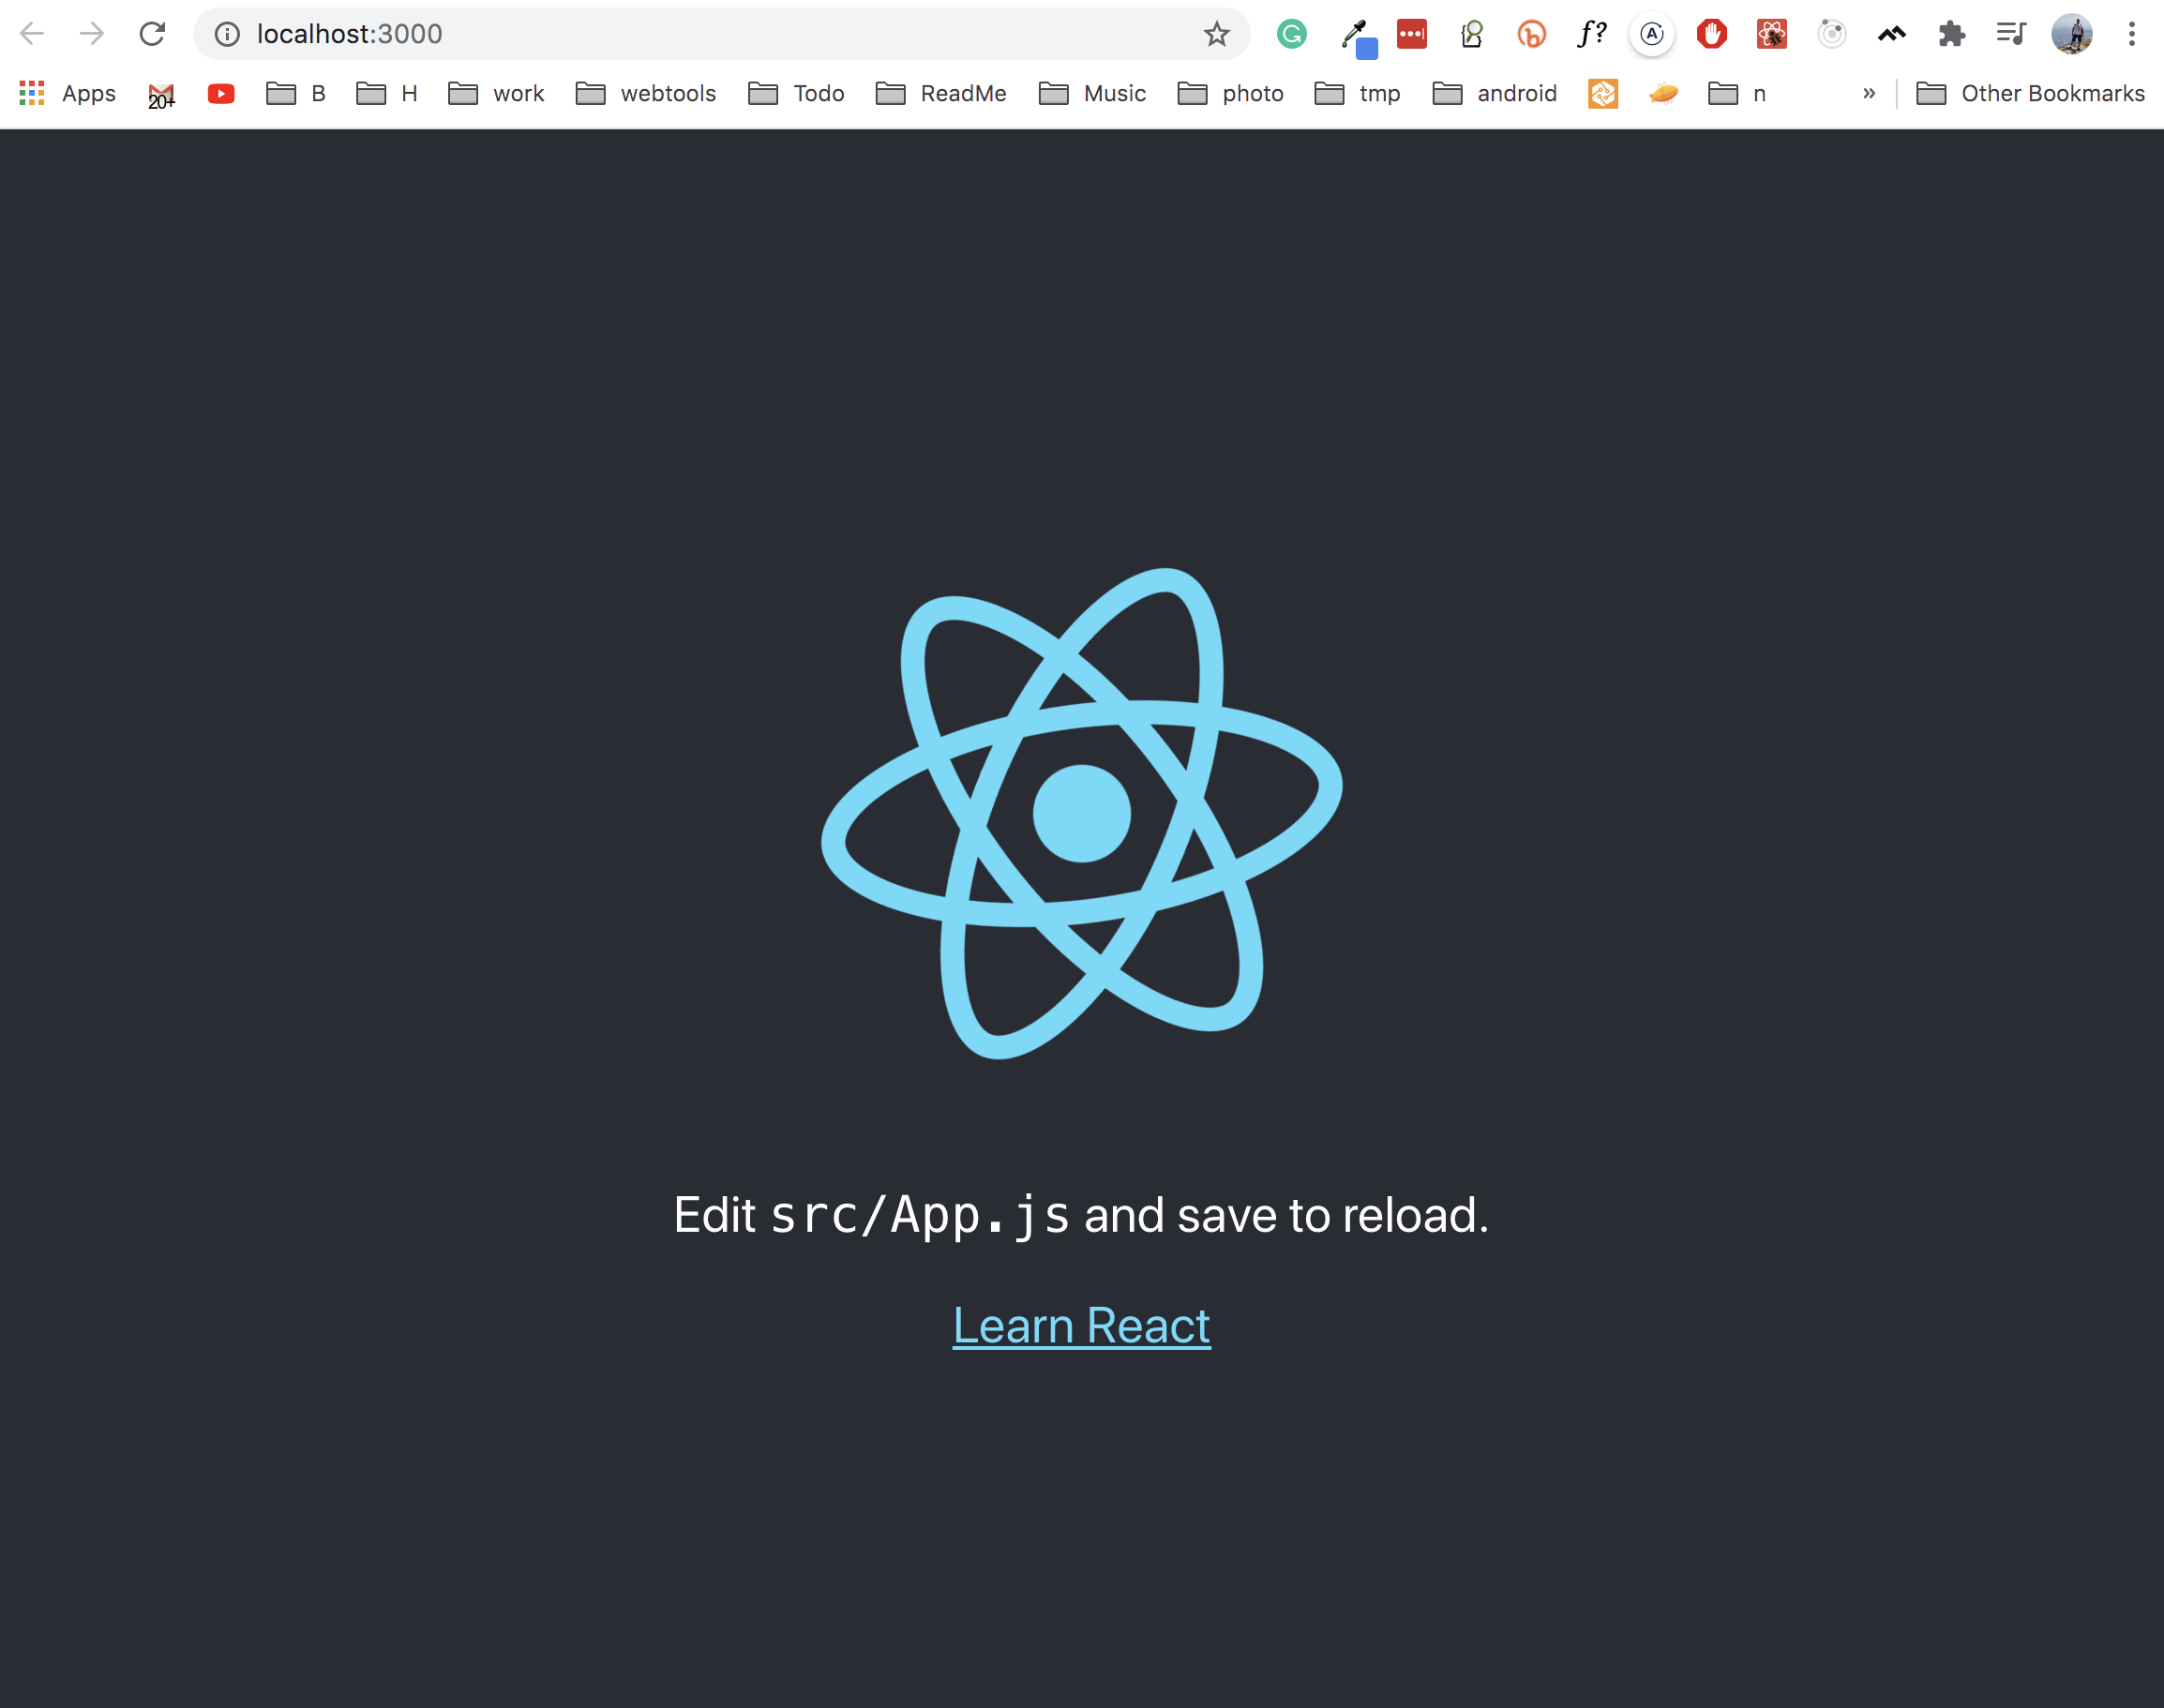 localhost:3000
Apps 20+ B H work webtools Todo ReadMe Music photo tmp android n » Other Bookmarks
Edit src/App.js and save to reload.
Learn React